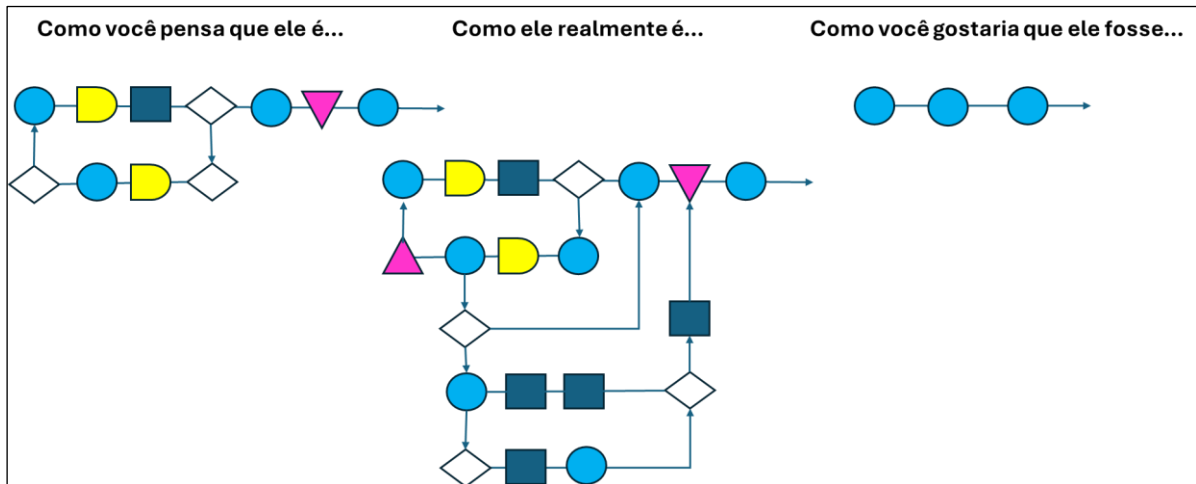 Como você pensa que ele é...
Como ele realmente é...
Como você gostaria que ele fosse...